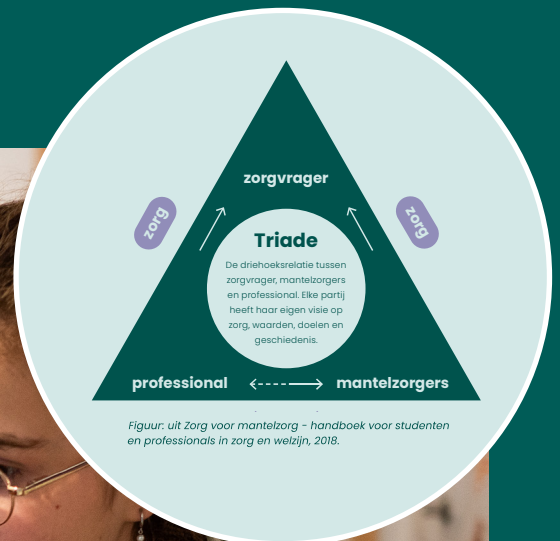 zorgvrager
zorg
zorg
Triade
De driehoeksrelatie tussen
zorgvrager, mantelzorgers
en professional. Elke partij
heeft haar eigen visie op
zorg, waarden, doelen en
geschiedenis.
professional
mantelzorgers
Figuur: uit Zorg voor mantelzorg - handboek voor studenten
en professionals in zorg en welzijn, 2018.